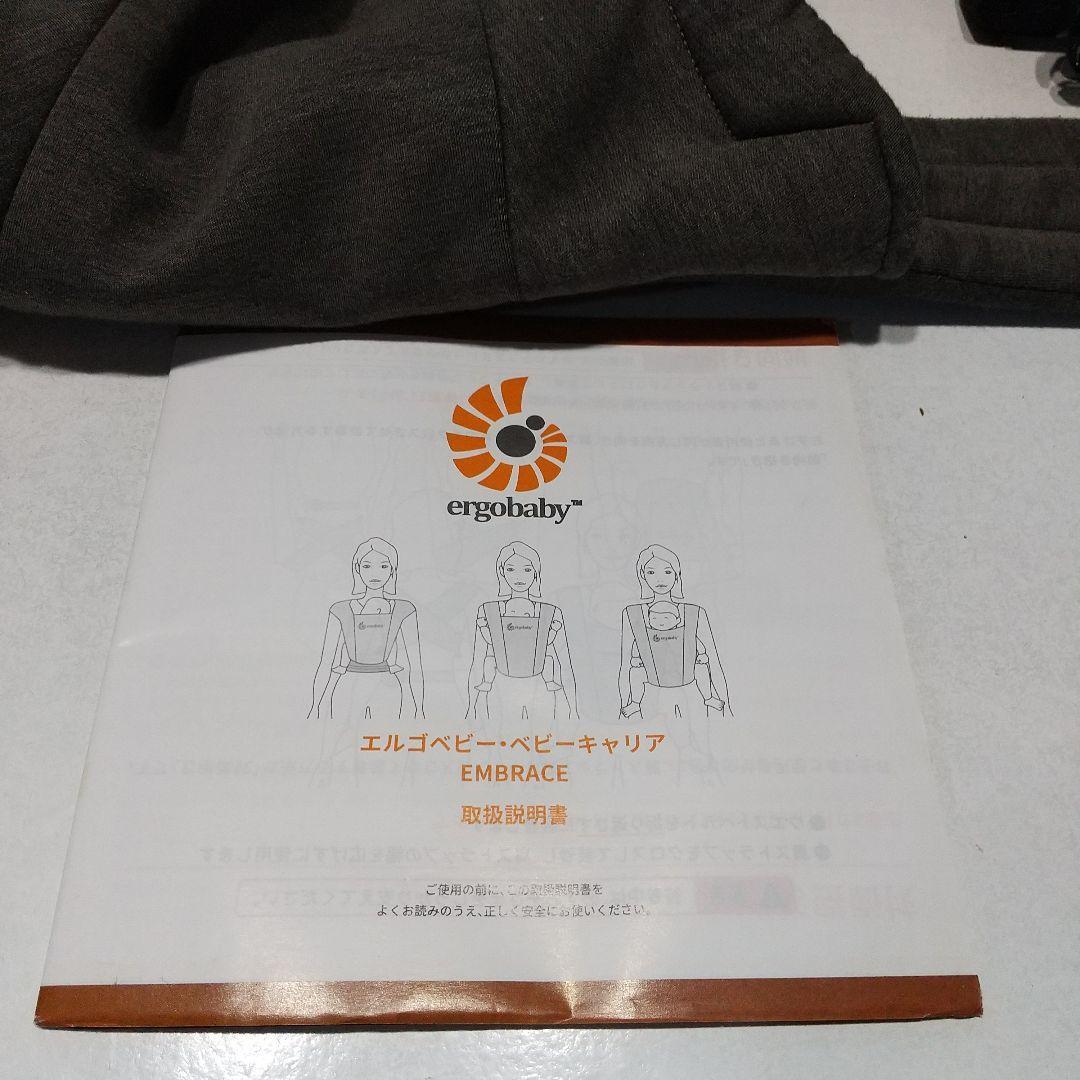 ergobaby™
ergobaby
ergobaby
エルゴベビー・ベビーキャリア
EMBRACE
取扱説明書
ご使用の前に、この取扱説明書を
よくお読みのうえ、正しく安全にお使いください。